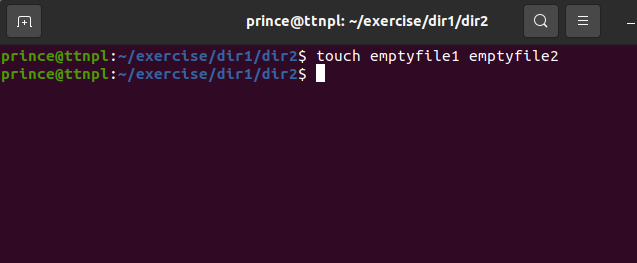 prince@ttnpl: ~/exercise/dir1/dir2
prince@ttnpl:~/exercise/dir1/dir2$ touch emptyfile1 emptyfile2
prince@ttnpl:~/exercise/dir1/dir2$